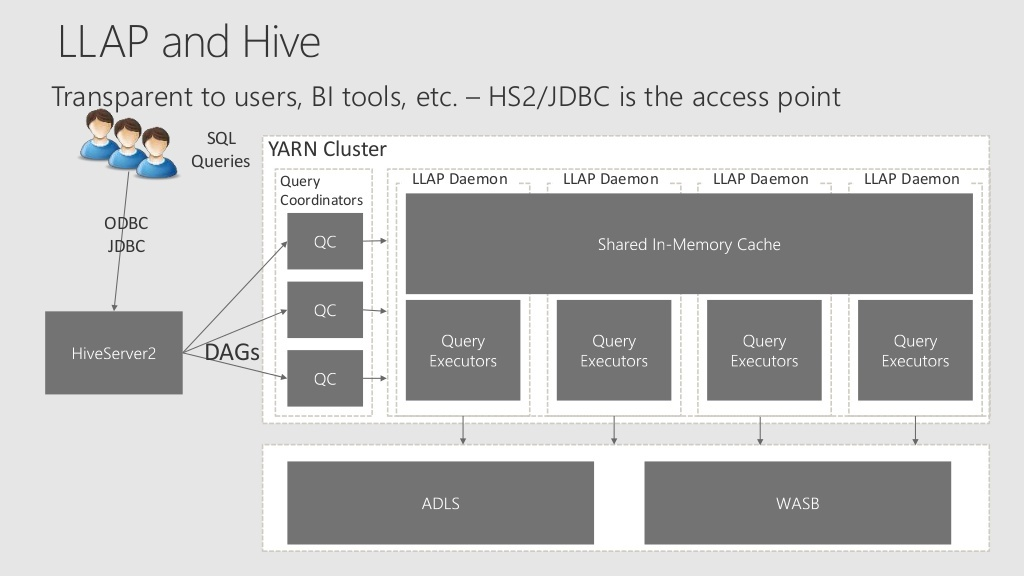 LLAP and Hive
Transparent to users, BI tools, etc. – HS2/JDBC is the access point
SQL
Queries
ODBC
JDBC
HiveServer2
DAGs
YARN Cluster
Query
Coordinators
QC
QC
QC
LLAP Daemon
LLAP Daemon
LLAP Daemon
LLAP Daemon
Shared In-Memory Cache
Query
Executors
Query
Executors
Query
Executors
Query
Executors
ADLS
WASB